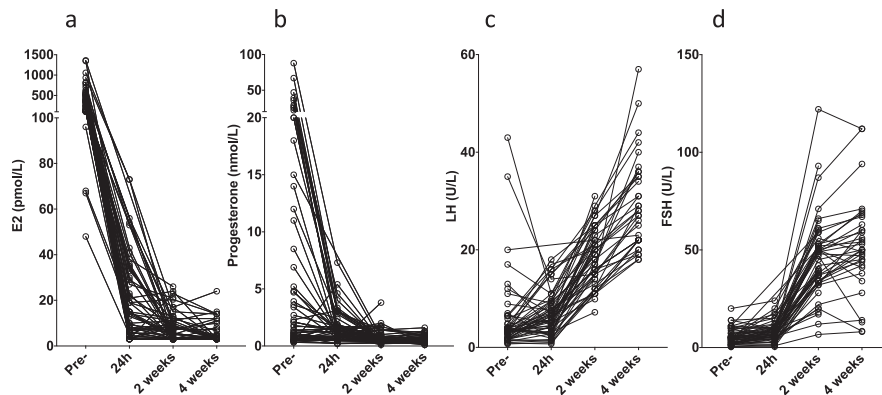 a
E2 (pmol/L)
1500
1000
500
100
80
60
40
20
0
Pre-
24h
2 weeks
4 weeks
b
Progesterone (nmol/L)
100
50
20
15
10
5
0
Pre-
24h
2 weeks
4 weeks
c
LH (U/L)
60
40
20
0
Pre-
24h
2 weeks
4 weeks
d
FSH (U/L)
150
100
50
0
Pre-
24h
2 weeks
4 weeks